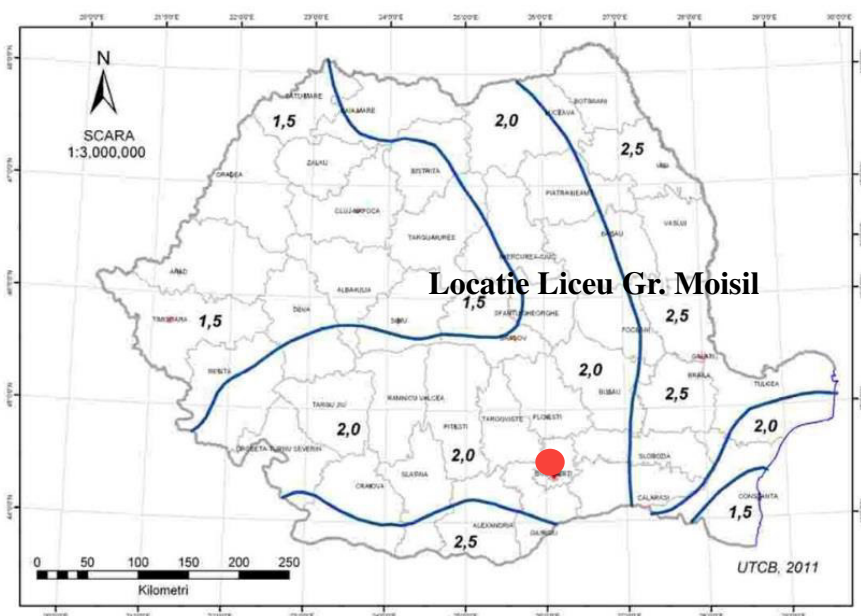 N
SCARA
1:3,000,000
SATU MARE
BAIA MARE
1,5
2,0
SUCEAVA
BOTOSANI
2,5
IASI
ORADEA
ZALAU
BISTRITA
CLUJ-NAPOCA
PIATRA NEAMT
TARGU MURES
BACAU
VASLUI
MIERCUREA-CIUC
ARAD
ALBA IULIA
Locatie Liceu Gr. Moisil
TIMISOARA
1,5
DEVA
SIBIU
1,5
SFANTU GHEORGHE
BRASOV
FOCSANI
2,5
GALATI
RESITA
2,0
BUZAU
BRAILA
2,5
TULCEA
TARGU JIU
RAMNICU VALCEA
2,0
PITESTI
TARGOVISTE
PLOIESTI
2,0
DROBETA-TURNU SEVERIN
2,0
SLOBOZIA
CRAIOVA
SLATINA
CALARASI
CONSTANTA
1,5
ALEXANDRIA
GIURGIU
2,5
0 50 100 150 200 250
Kilometri
UTCB, 2011